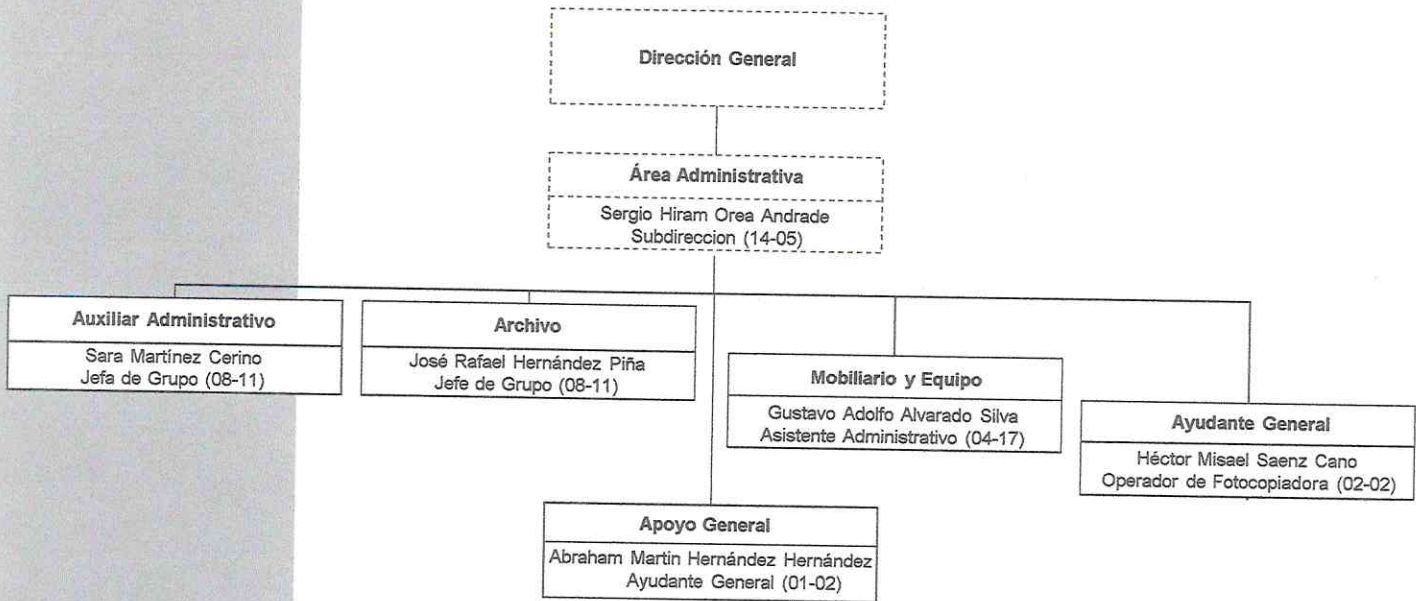 Dirección General
Área Administrativa
Sergio Hiram Orea Andrade
Subdireccion (14-05)
Auxiliar Administrativo
Sara Martínez Cerino
Jefa de Grupo (08-11)
Archivo
José Rafael Hernández Piña
Jefe de Grupo (08-11)
Mobiliario y Equipo
Gustavo Adolfo Alvarado Silva
Asistente Administrativo (04-17)
Ayudante General
Héctor Misael Saenz Cano
Operador de Fotocopiadora (02-02)
Apoyo General
Abraham Martin Hernández Hernández
Ayudante General (01-02)